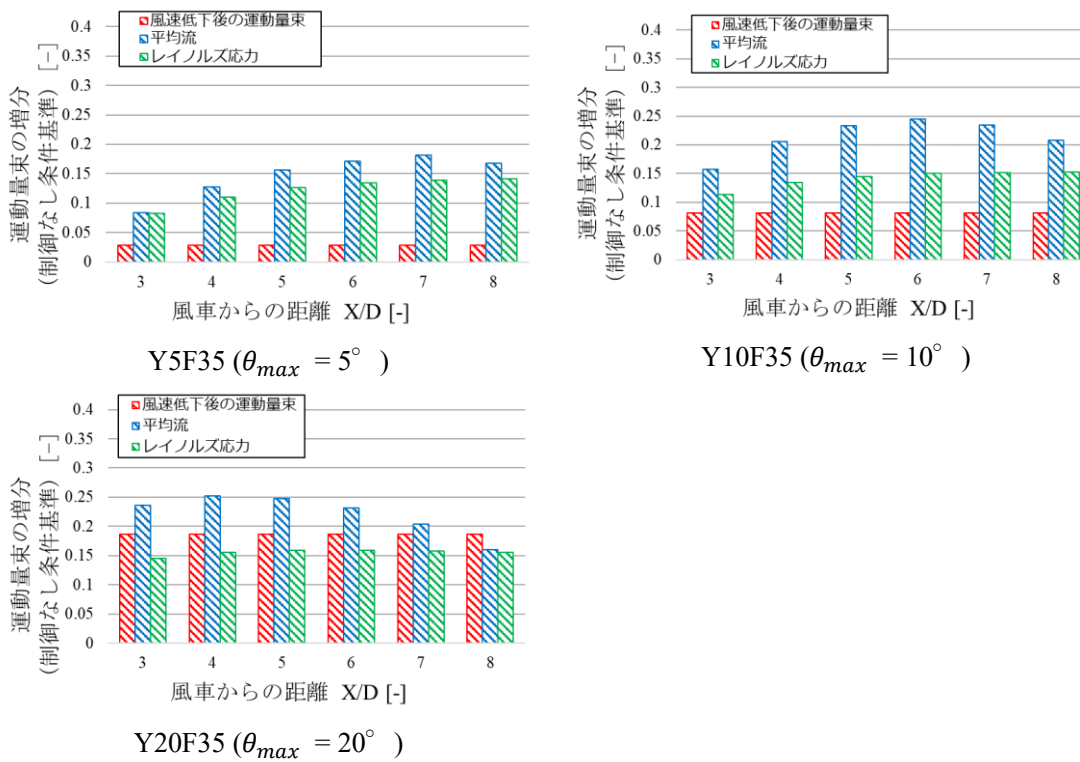 風速低下後の運動量束
平均流
レイノルズ応力
運動量束の増分
(制御なし条件基準) [-]
0.4
0.35
0.3
0.25
0.2
0.15
0.1
0.05
0
3 4 5 6 7 8
風車からの距離 X/D [-]
Y5F35 (θmax = 5°)
風速低下後の運動量束
平均流
レイノルズ応力
運動量束の増分
(制御なし条件基準) [-]
0.4
0.35
0.3
0.25
0.2
0.15
0.1
0.05
0
3 4 5 6 7 8
風車からの距離 X/D [-]
Y10F35 (θmax = 10°)
風速低下後の運動量束
平均流
レイノルズ応力
運動量束の増分
(制御なし条件基準) [-]
0.4
0.35
0.3
0.25
0.2
0.15
0.1
0.05
0
3 4 5 6 7 8
風車からの距離 X/D [-]
Y20F35 (θmax = 20°)